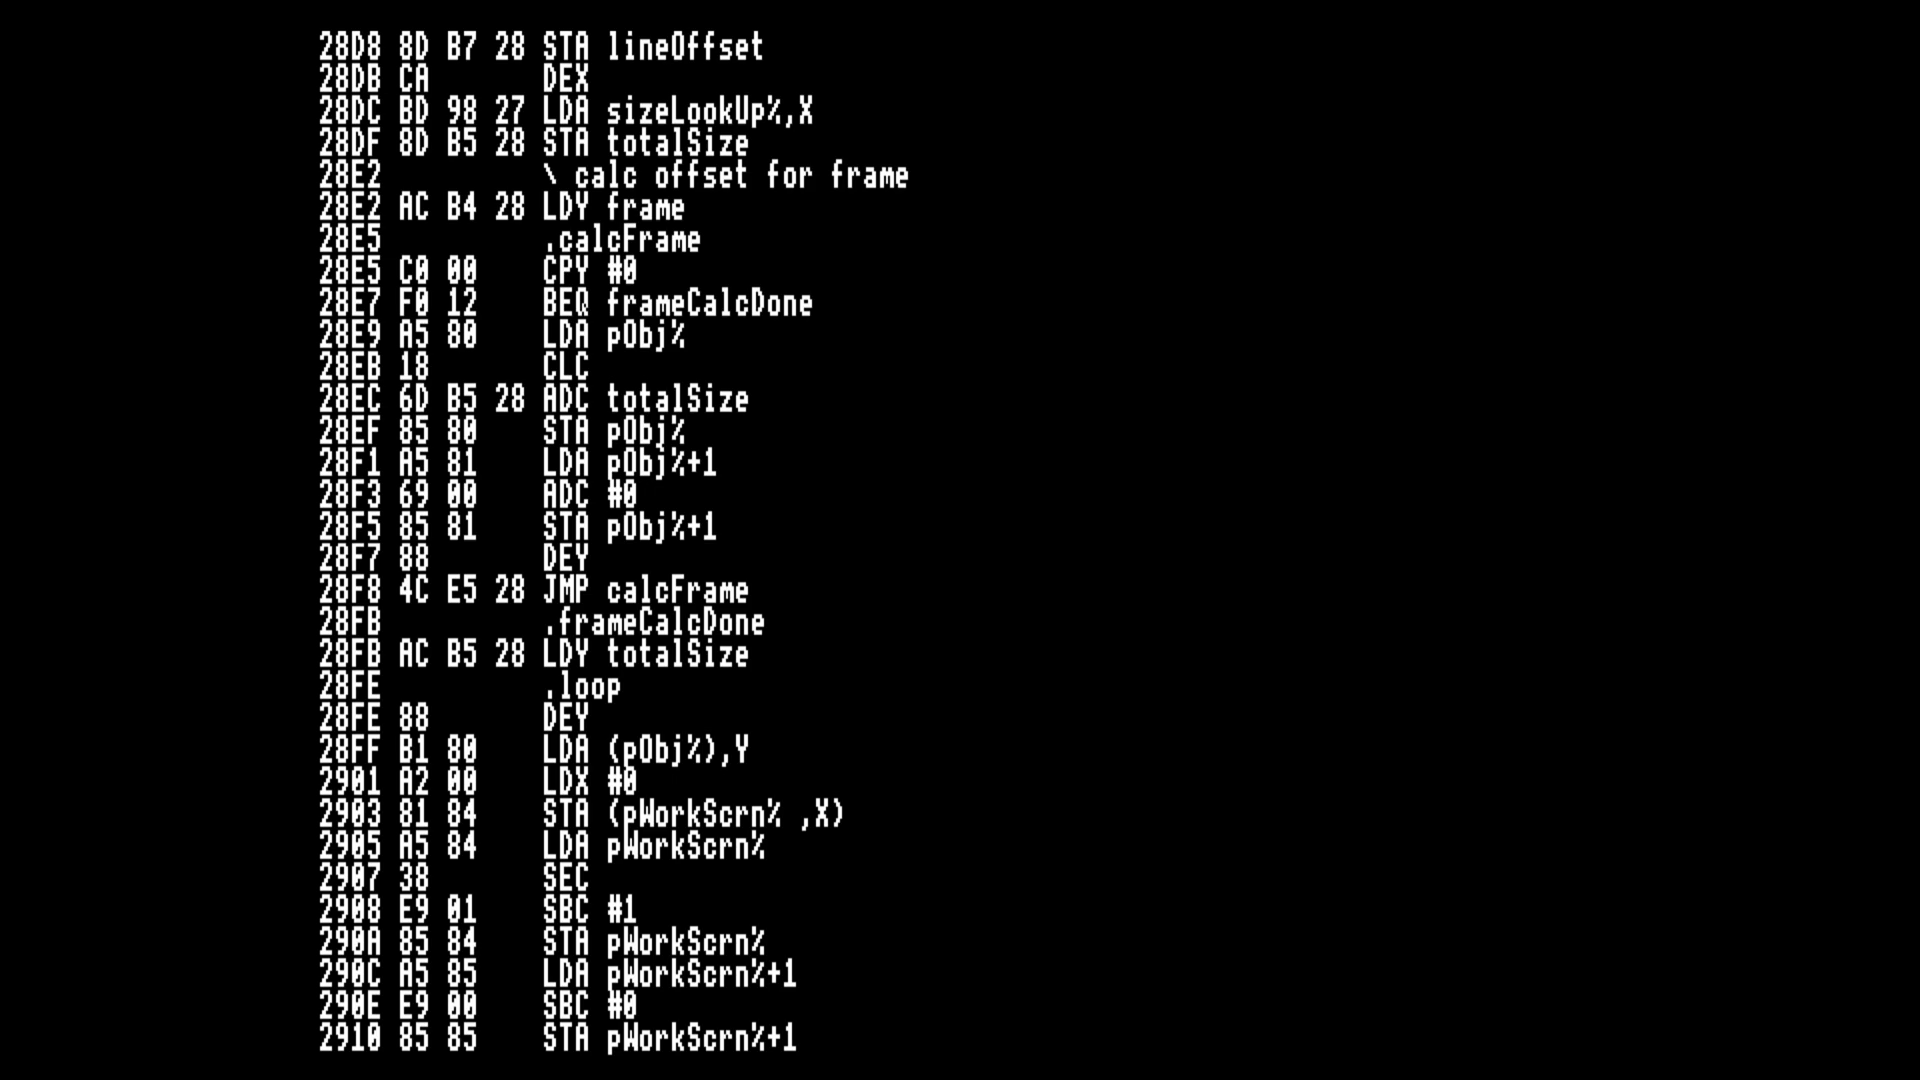 28D8 8D B7 28 STA lineOffset
28DB CA       DEX
28DC BD 98 27 LDA sizeLookUp%,X
28DF 8D B5 28 STA totalSize
28E2          \ calc offset for frame
28E2 AC B4 28 LDY frame
28E5          .calcFrame
28E5 C0 00    CPY #0
28E7 F0 12    BEQ frameCalcDone
28E9 A5 80    LDA pObj%
28EB 18       CLC
28EC 6D B5 28 ADC totalSize
28EF 85 80    STA pObj%
28F1 A5 81    LDA pObj%+1
28F3 69 00    ADC #0
28F5 85 81    STA pObj%+1
28F7 88       DEY
28F8 4C E5 28 JMP calcFrame
28FB          .frameCalcDone
28FB AC B5 28 LDY totalSize
28FE          .loop
28FE 88       DEY
28FF B1 80    LDA (pObj%),Y
2901 A2 00    LDX #0
2903 81 84    STA (pWorkScrn% ,X)
2905 A5 84    LDA pWorkScrn%
2907 38       SEC
2908 E9 01    SBC #1
290A 85 84    STA pWorkScrn%
290C A5 85    LDA pWorkScrn%+1
290E E9 00    SBC #0
2910 85 85    STA pWorkScrn%+1